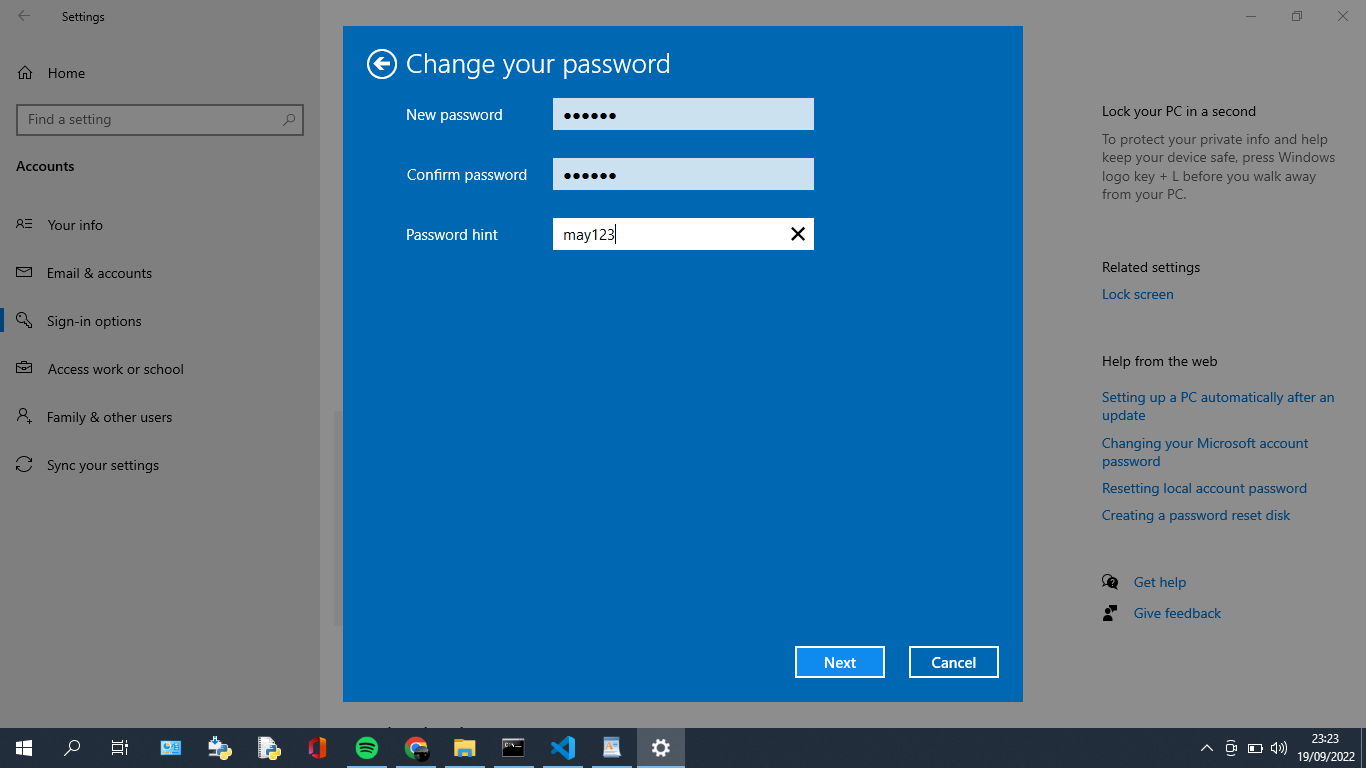 Settings
Home
Find a setting
Accounts
Your info
Email & accounts
Sign-in options
Access work or school
Family & other users
Sync your settings
Change your password
New password ••••••
Confirm password ••••••
Password hint may123
Next Cancel
Lock your PC in a second
To protect your private info and help
keep your device safe, press Windows
logo key + L before you walk away
from your PC.
Related settings
Lock screen
Help from the web
Setting up a PC automatically after an
update
Changing your Microsoft account
password
Resetting local account password
Creating a password reset disk
Get help
Give feedback
23:23
19/09/2022